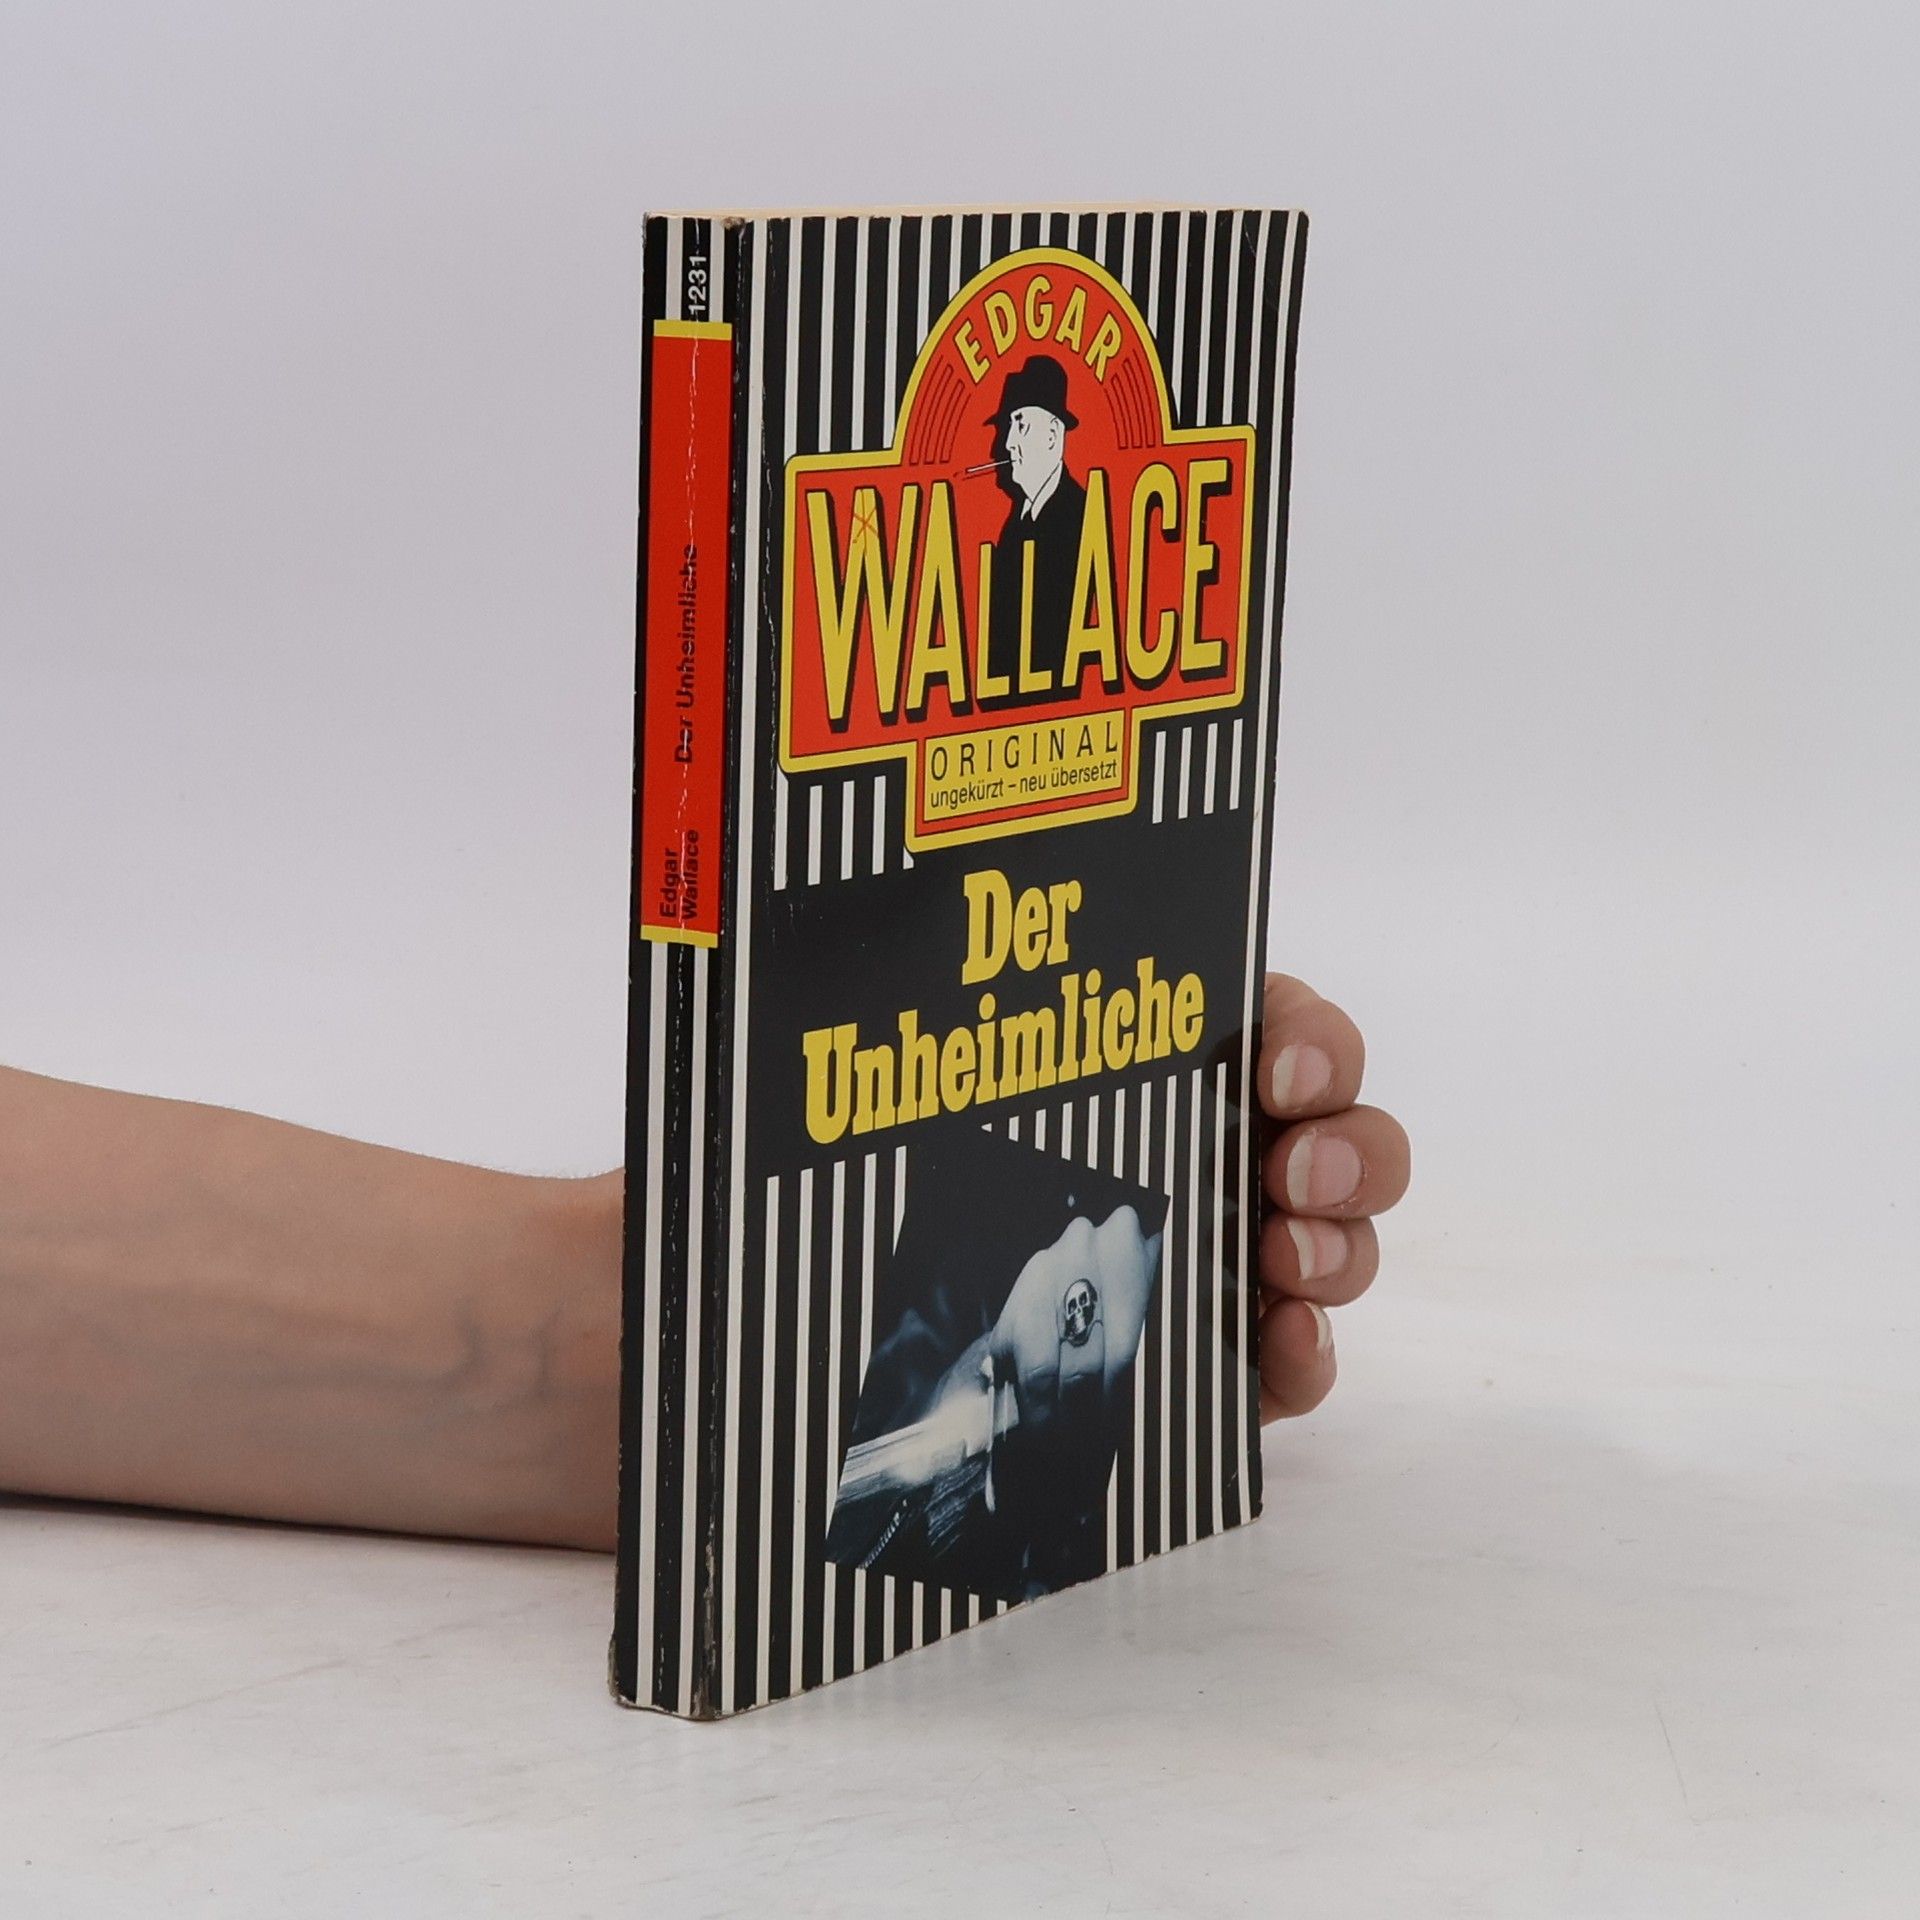 1231
Der Unheimliche
Edgar
Wallace
EDGAR
WALLACE
ORIGINAL
ungekürzt – neu übersetzt
Der
Unheimliche